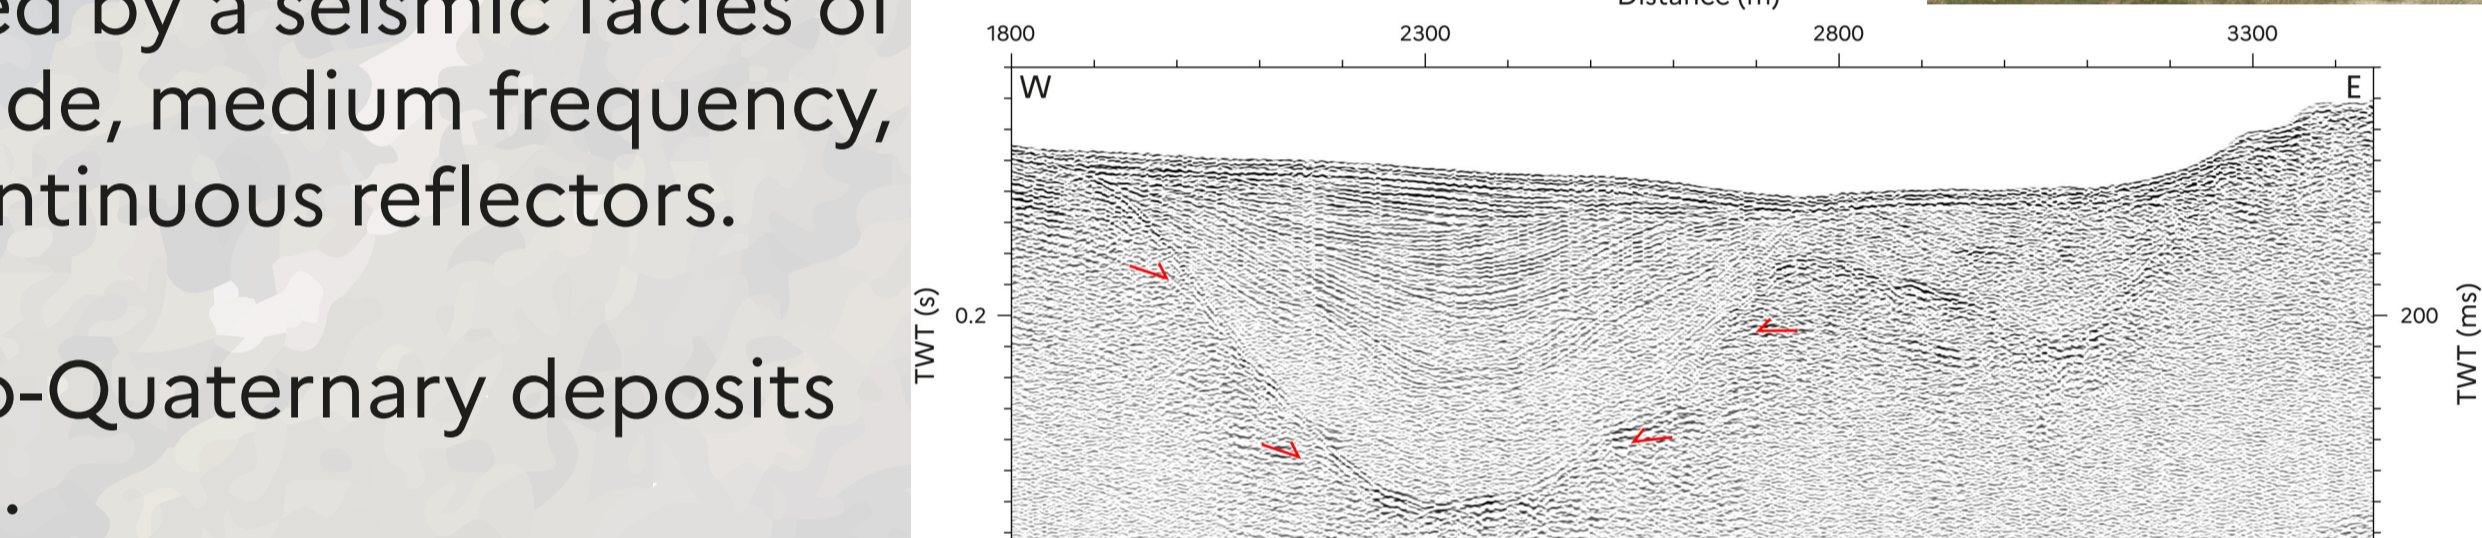 ed by a seismic facies of
de, medium frequency,
ntinuous reflectors.
o-Quaternary deposits
.
Distance (m)
1800 2300 2800 3300
W E
TWT (s)
0.2
200
TWT (ms)